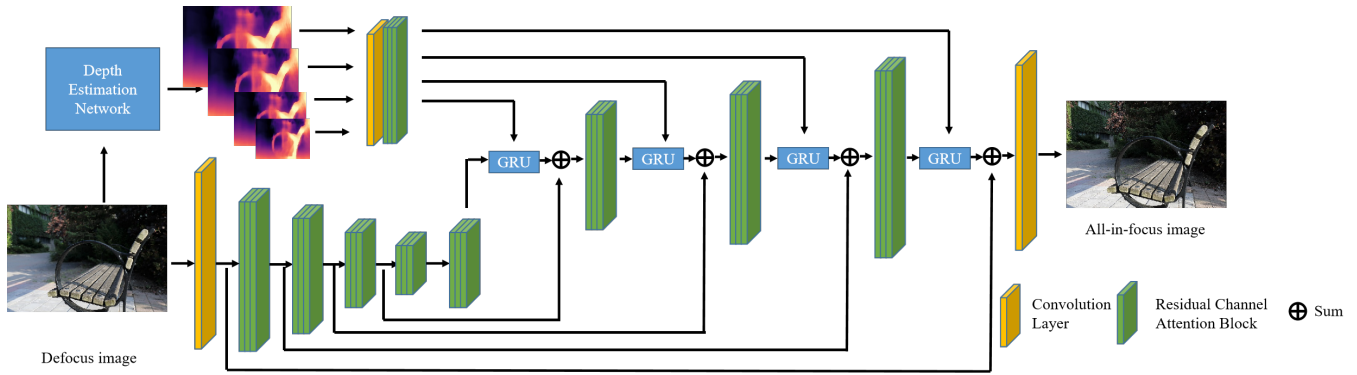 Depth
Estimation
Network
GRU
GRU
GRU
GRU
All-in-focus image
Defocus image
Convolution
Layer
Residual Channel
Attention Block
Sum